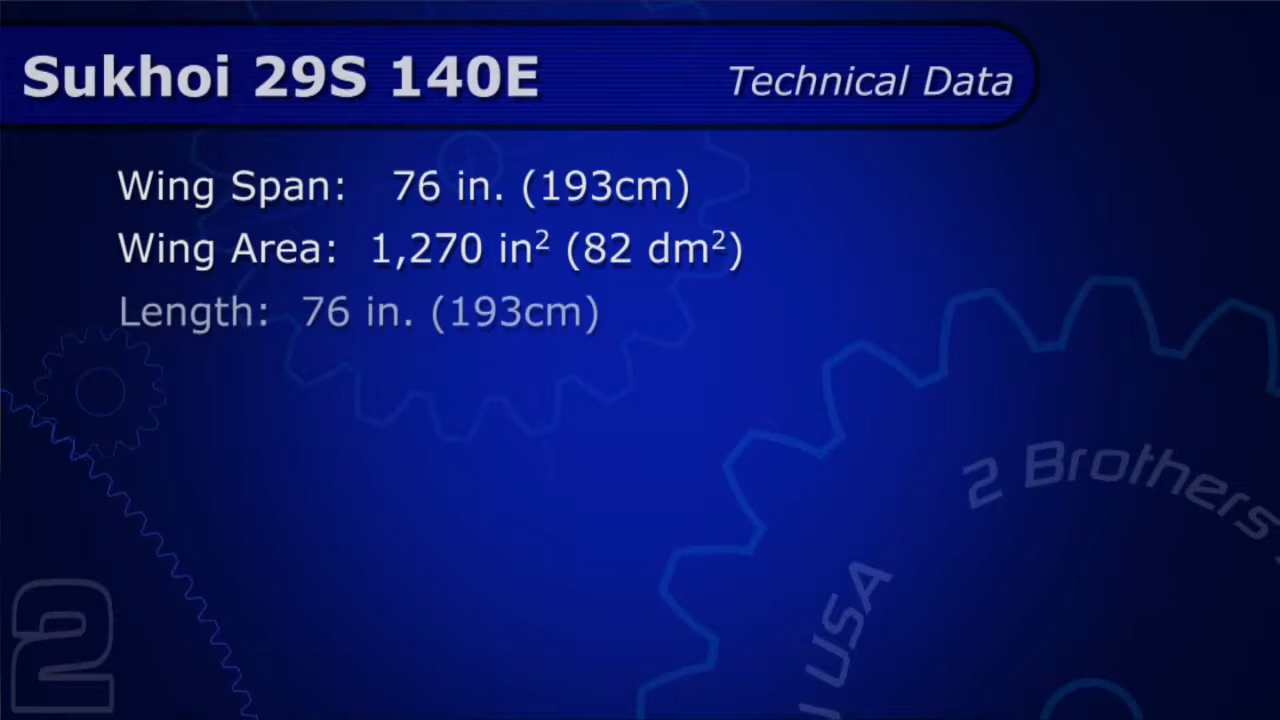 Sukhoi 29S 140E
Technical Data
Wing Span: 76 in. (193cm)
Wing Area: 1,270 in² (82 dm²)
Length: 76 in. (193cm)
2 Brothers
USA
2